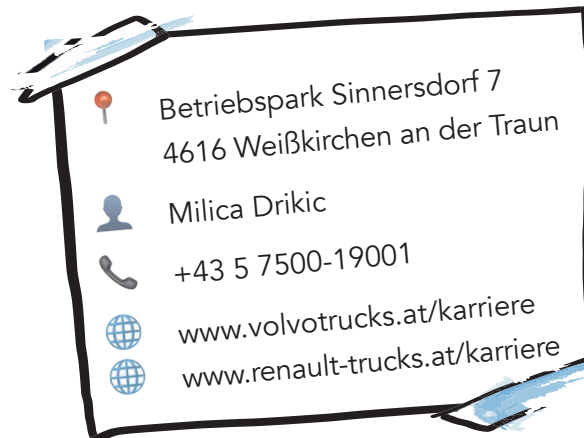 Betriebspark Sinnersdorf 7
4616 Weißkirchen an der Traun
Milica Drikic
+43 5 7500-19001
www.volvotrucks.at/karriere
www.renault-trucks.at/karriere